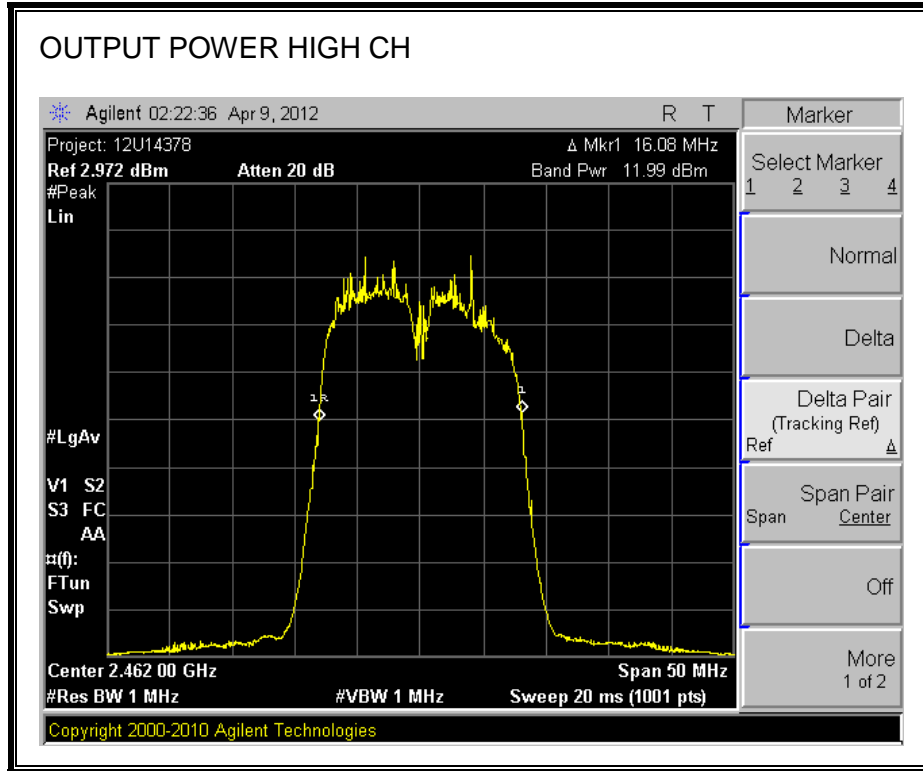 OUTPUT POWER HIGH CH
Agilent 02:22:36 Apr 9, 2012 R T
Project: 12U14378 Δ Mkr1 16.08 MHz
Ref 2.972 dBm Atten 20 dB Band Pwr 11.99 dBm
#Peak
Lin
1R
1
#LgAv
V1 S2
S3 FC
AA
¤(f):
FTun
Swp
Center 2.462 00 GHz Span 50 MHz
#Res BW 1 MHz #VBW 1 MHz Sweep 20 ms (1001 pts)
Copyright 2000-2010 Agilent Technologies
Marker
Select Marker
1 2 3 4
Normal
Delta
Delta Pair
(Tracking Ref)
Ref Δ
Span Pair
Span Center
Off
More
1 of 2